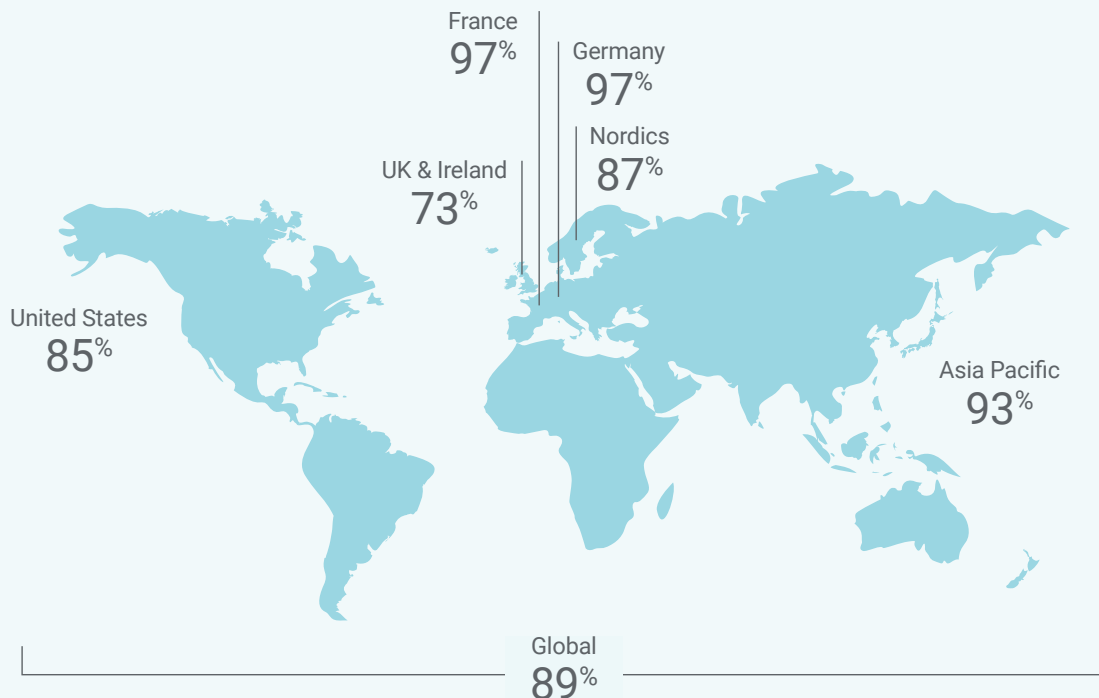 France
97%
Germany
97%
Nordics
87%
UK & Ireland
73%
United States
85%
Asia Pacific
93%
Global
89%